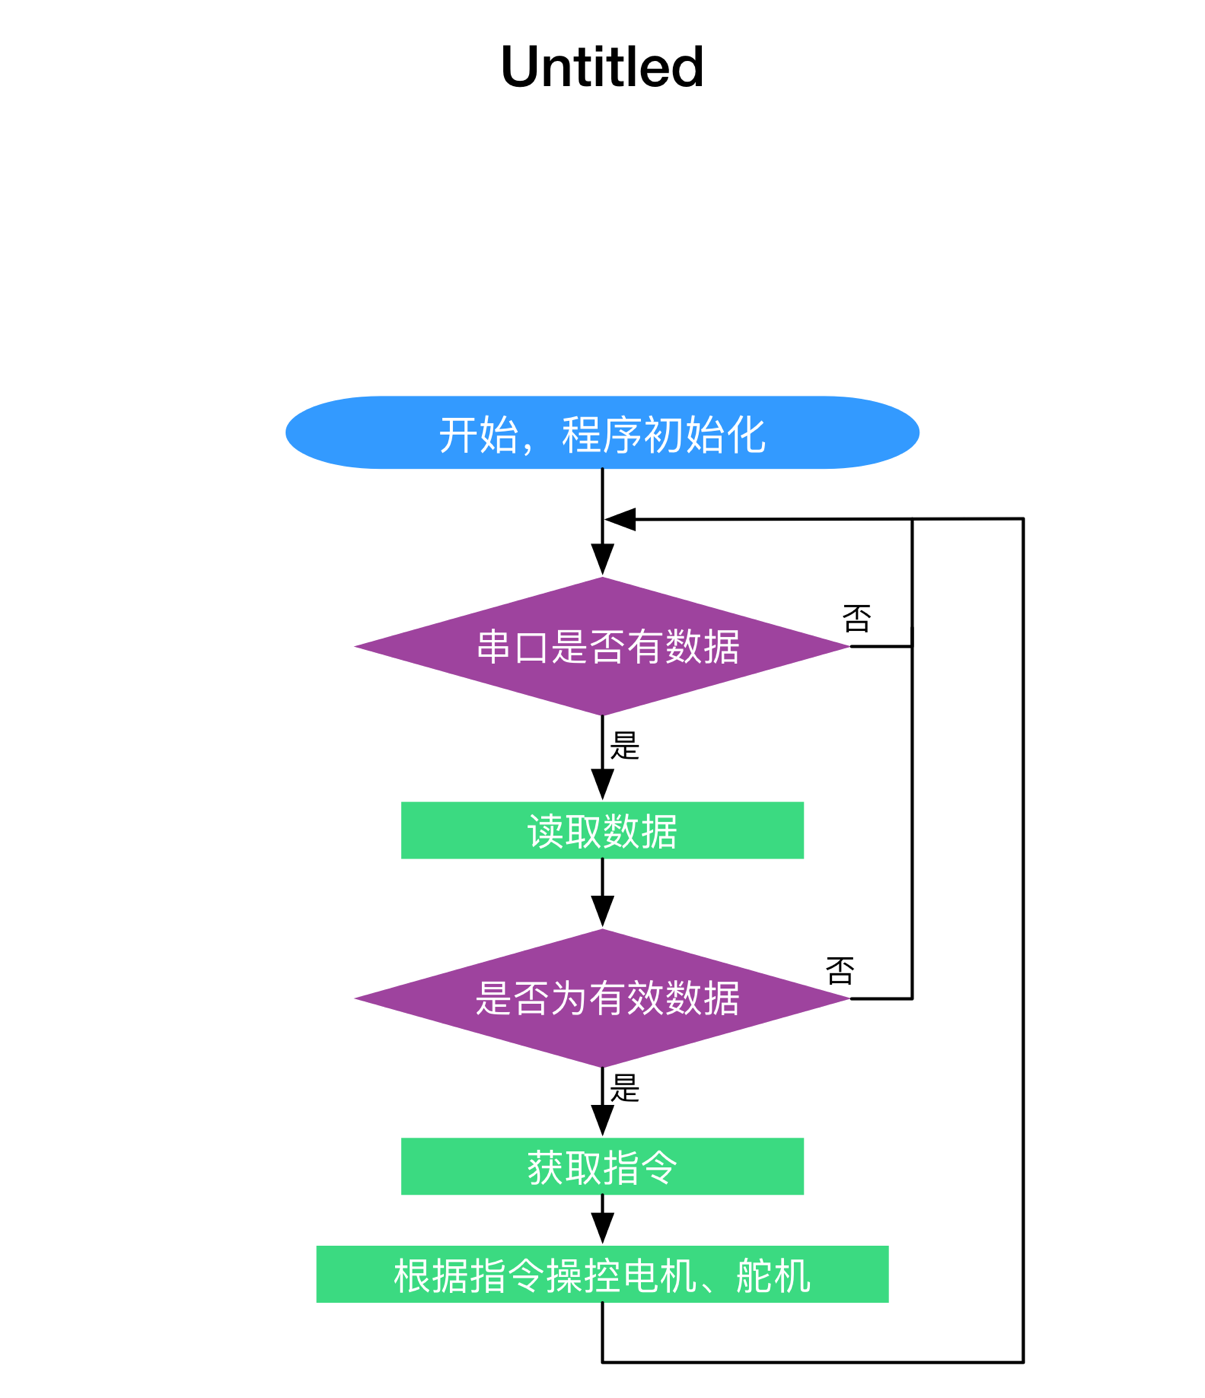 Untitled
开始，程序初始化
串口是否有数据
否
是
读取数据
是否为有效数据
否
是
获取指令
根据指令操控电机、舵机